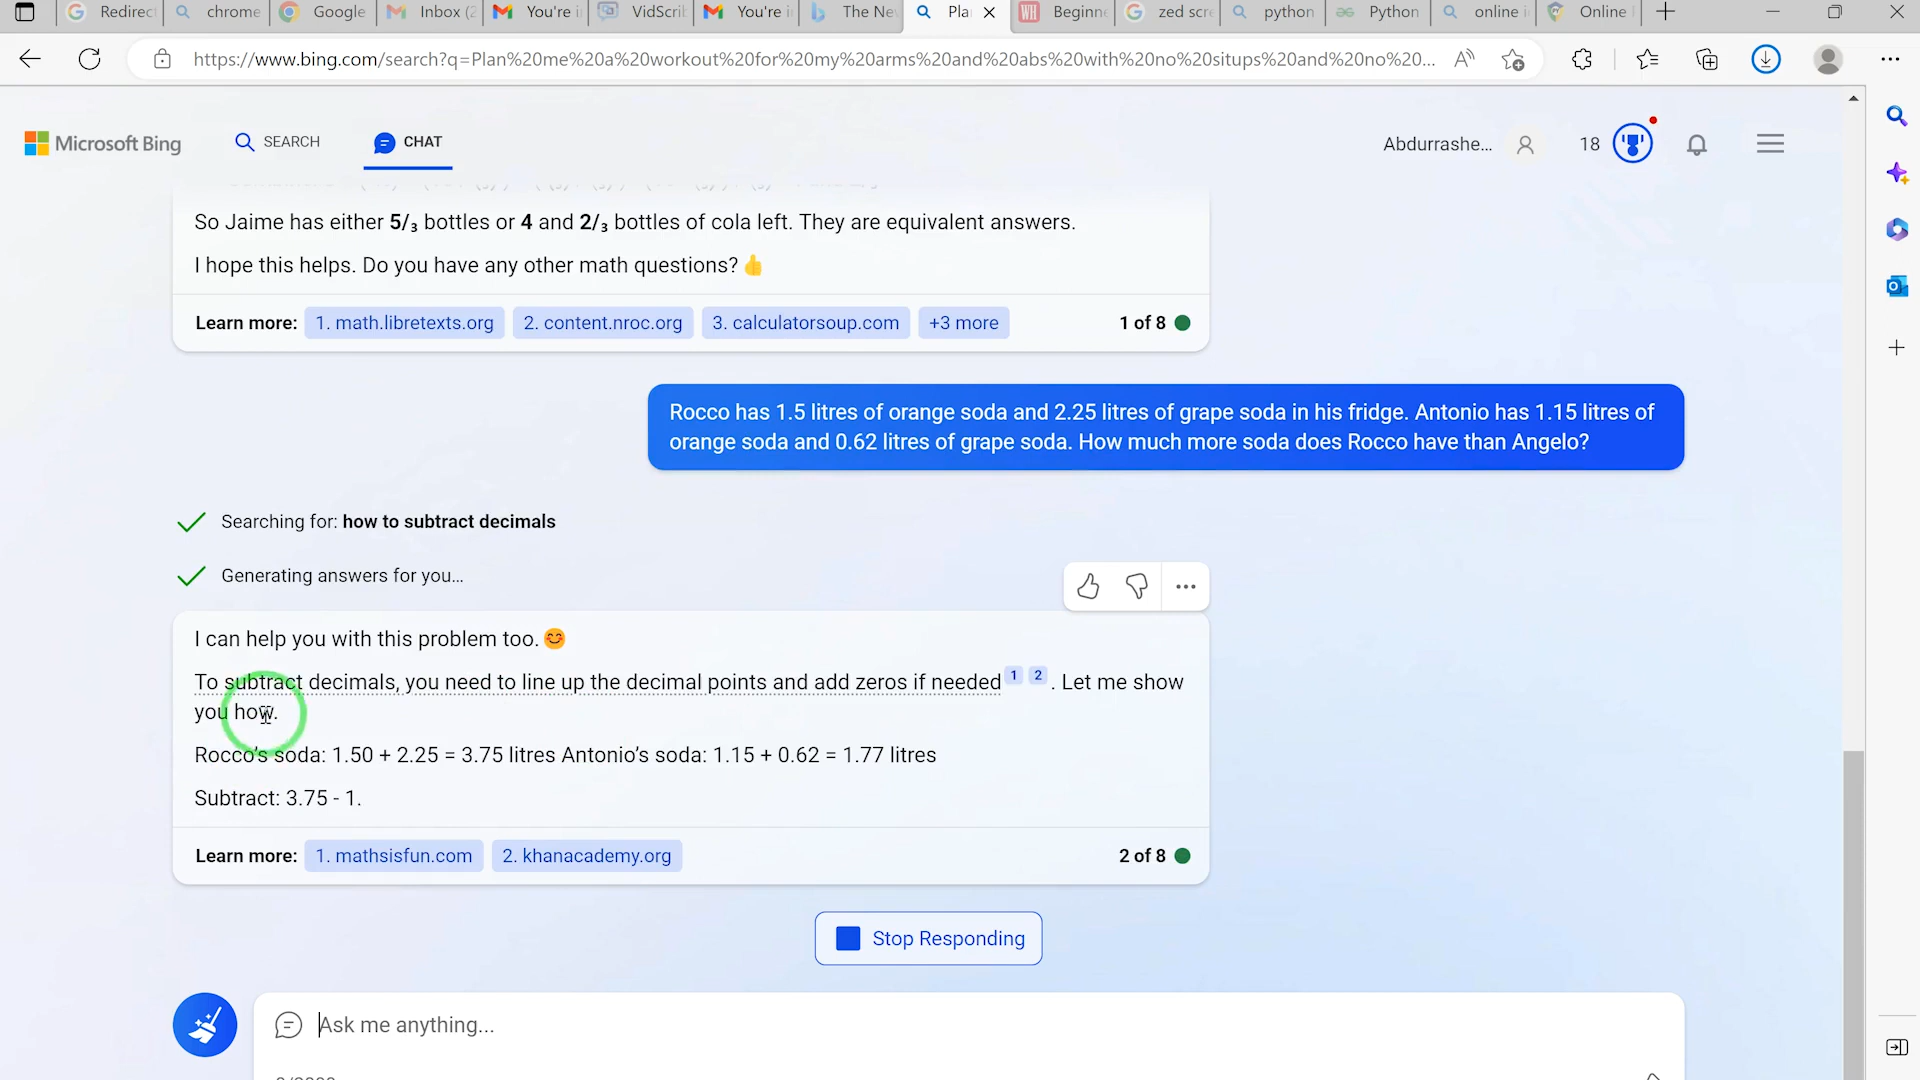 Redirect
chrome
Google
Inbox (2
You're i
VidScri
You're i
The Ne
Pla
Beginne
zed scre
python
Python
online i
Online
https://www.bing.com/search?q=Plan%20me%20a%20workout%20for%20my%20arms%20and%20abs%20with%20no%20situps%20and%20no%20...
Microsoft Bing
SEARCH
CHAT
Abdurrashe...
18
So Jaime has either 5/₃ bottles or 4 and 2/₃ bottles of cola left. They are equivalent answers.
I hope this helps. Do you have any other math questions? 👍
Learn more: 1. math.libretexts.org 2. content.nroc.org 3. calculatorsoup.com +3 more 1 of 8
Rocco has 1.5 litres of orange soda and 2.25 litres of grape soda in his fridge. Antonio has 1.15 litres of
orange soda and 0.62 litres of grape soda. How much more soda does Rocco have than Angelo?
Searching for: how to subtract decimals
Generating answers for you...
I can help you with this problem too. 😊
To subtract decimals, you need to line up the decimal points and add zeros if needed 1 2 . Let me show
you how.
Rocco's soda: 1.50 + 2.25 = 3.75 litres Antonio's soda: 1.15 + 0.62 = 1.77 litres
Subtract: 3.75 - 1.
Learn more: 1. mathsisfun.com 2. khanacademy.org 2 of 8
Stop Responding
Ask me anything...